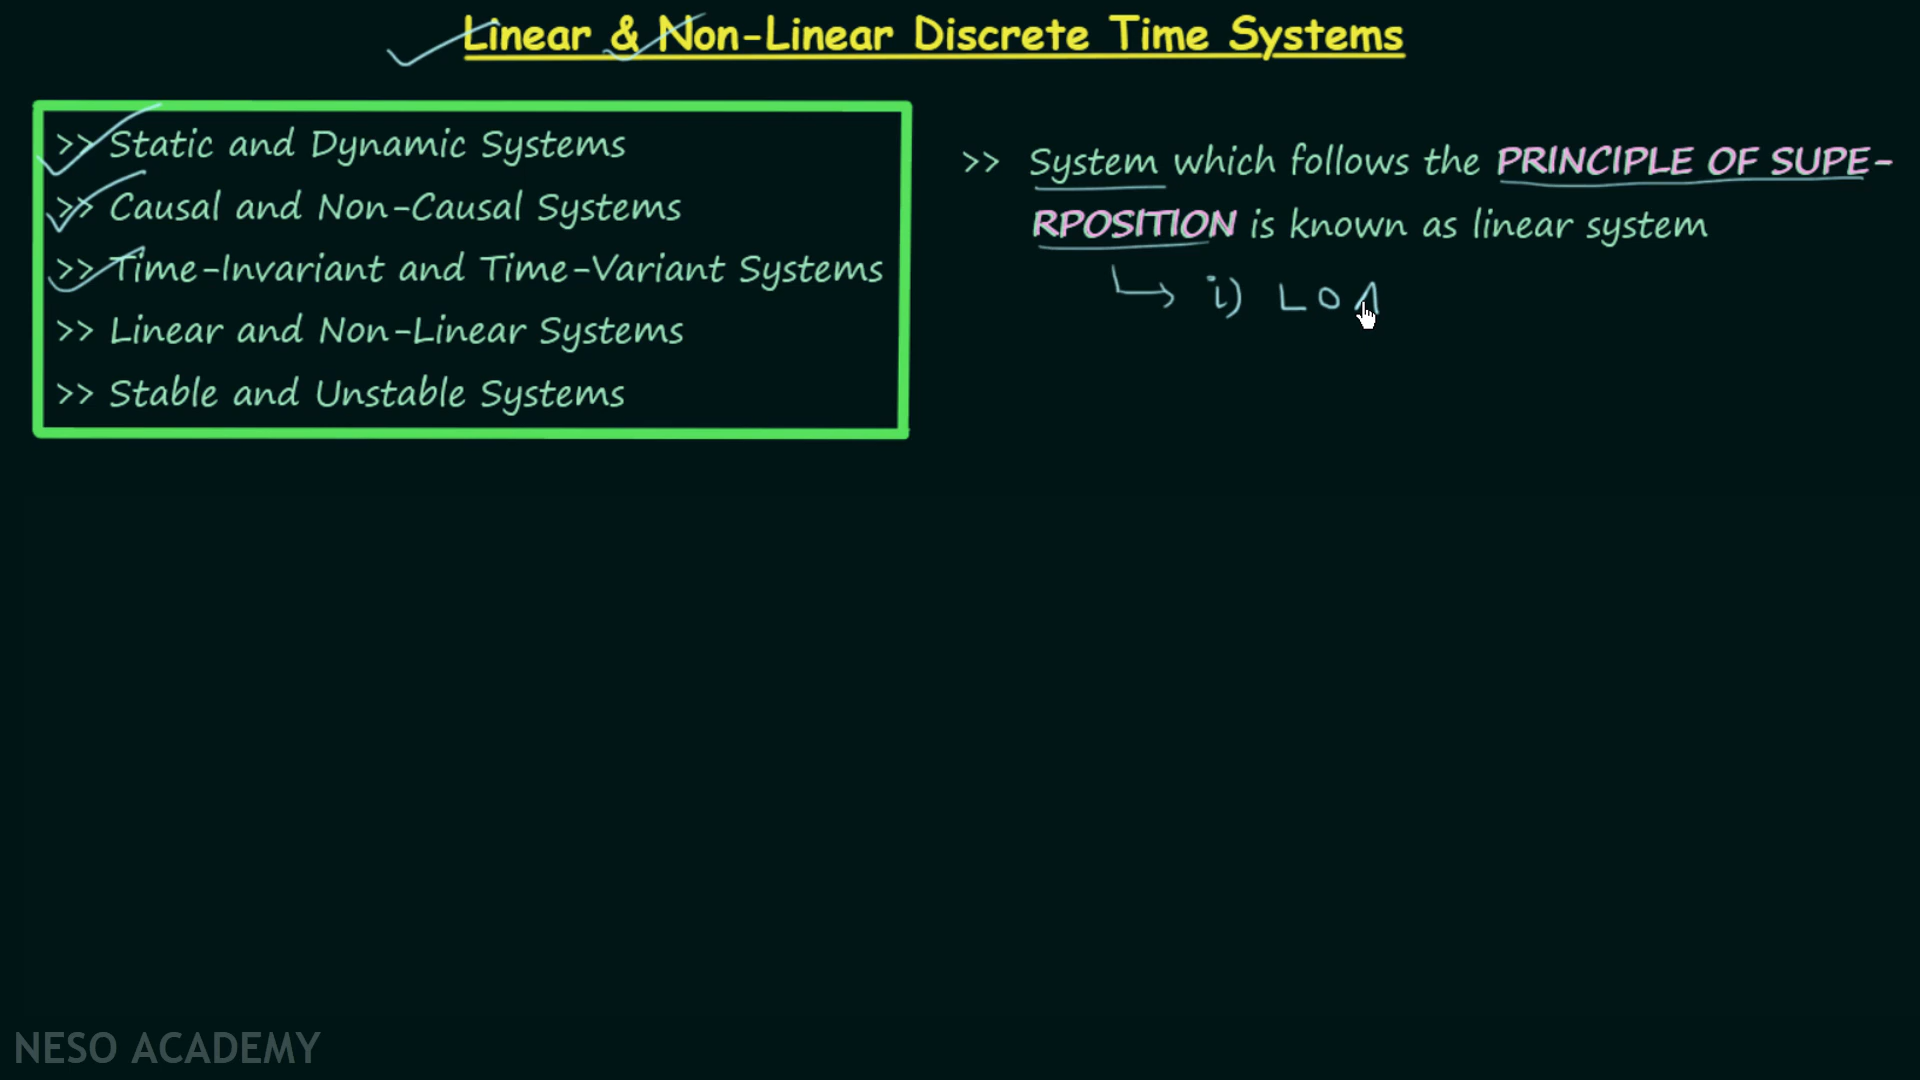 Linear & Non-Linear Discrete Time Systems
>> Static and Dynamic Systems
>> Causal and Non-Causal Systems
>> Time-Invariant and Time-Variant Systems
>> Linear and Non-Linear Systems
>> Stable and Unstable Systems
>> System which follows the PRINCIPLE OF SUPE-
RPOSITION is known as linear system
i) LOA
NESO ACADEMY